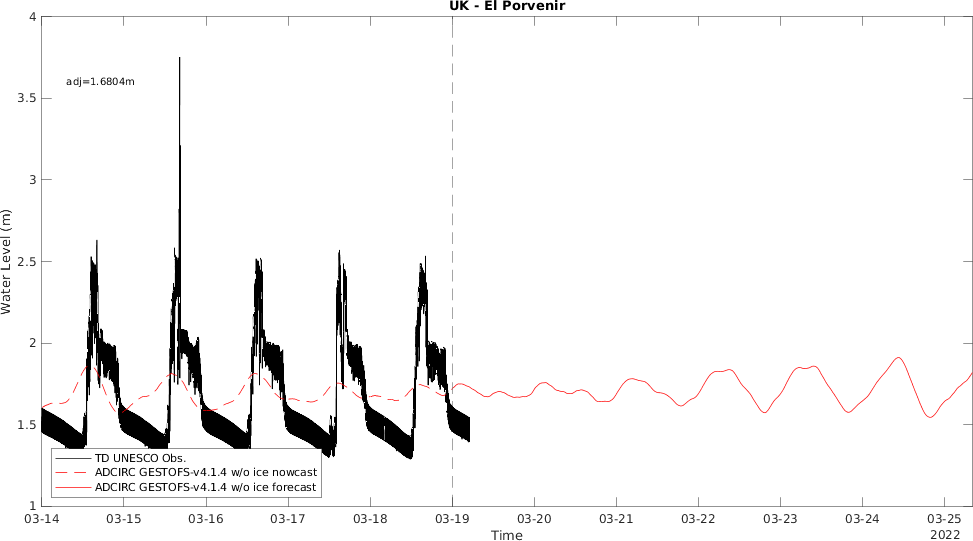 UK - El Porvenir
4
adj=1.6804m
3.5
3
2.5
Water Level (m)
2
1.5
TD UNESCO Obs.
ADCIRC GESTOFS-v4.1.4 w/o ice nowcast
ADCIRC GESTOFS-v4.1.4 w/o ice forecast
1
03-14 03-15 03-16 03-17 03-18 03-19 03-20 03-21 03-22 03-23 03-24 03-25
Time 2022